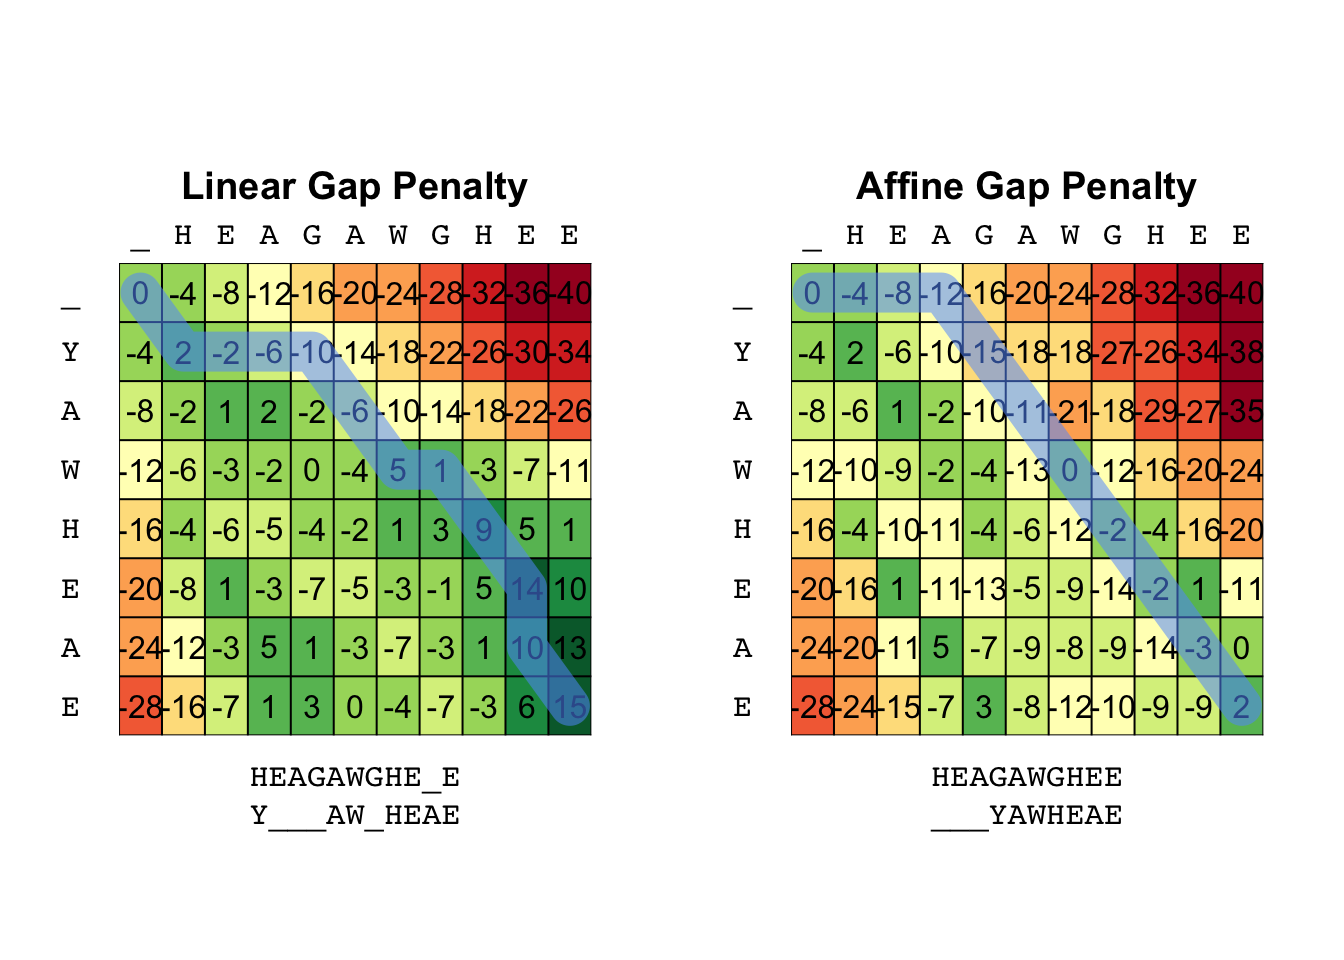 Linear Gap Penalty Affine Gap Penalty
_ H E A G A W G H E E _ H E A G A W G H E E
_ 0 -4 -8 -12 -16 -20 -24 -28 -32 -36 -40 _ 0 -4 -8 -12 -16 -20 -24 -28 -32 -36 -40
Y -4 2 -2 -6 -10 -14 -18 -22 -26 -30 -34 Y -4 2 -6 -10 -15 -18 -18 -27 -26 -34 -38
A -8 -2 1 2 -2 -6 -10 -14 -18 -22 -26 A -8 -6 1 -2 -10 -11 -21 -18 -29 -27 -35
W -12 -6 -3 -2 0 -4 5 1 -3 -7 -11 W -12 -10 -9 -2 -4 -13 0 -12 -16 -20 -24
H -16 -4 -6 -5 -4 -2 1 3 9 5 1 H -16 -4 -10 -11 -4 -6 -12 -2 -4 -16 -20
E -20 -8 1 -3 -7 -5 -3 -1 5 14 10 E -20 -16 1 -11 -13 -5 -9 -14 -2 1 -11
A -24 -12 -3 5 1 -3 -7 -3 1 10 13 A -24 -20 -11 5 -7 -9 -8 -9 -14 -3 0
E -28 -16 -7 1 3 0 -4 -7 -3 6 15 E -28 -24 -15 -7 3 -8 -12 -10 -9 -9 2
HEAGAWGHE_E HEAGAWGHEE
Y___AW_HEAE ___YAWHEAE